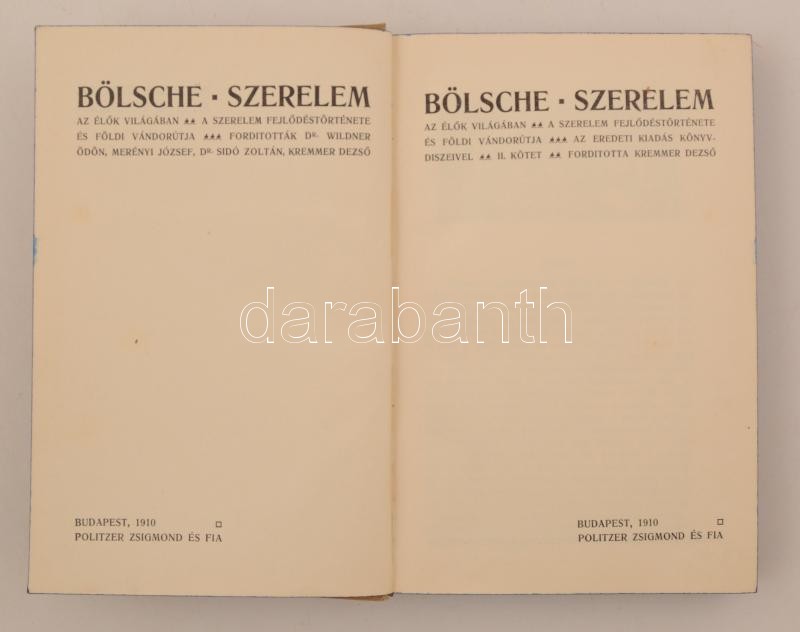 BÖLSCHE ▪ SZERELEM
AZ ÉLŐK VILÁGÁBAN ▲▲ A SZERELEM FEJLŐDÉSTÖRTÉNETE
ÉS FÖLDI VÁNDORÚTJA ▲▲▲ FORDITOTTÁK DR. WILDNER
ÖDÖN, MERÉNYI JÓZSEF, DR. SIDÓ ZOLTÁN, KREMMER DEZSŐ
BUDAPEST, 1910 □
POLITZER ZSIGMOND ÉS FIA
BÖLSCHE ▪ SZERELEM
AZ ÉLŐK VILÁGÁBAN ▲▲ A SZERELEM FEJLŐDÉSTÖRTÉNETE
ÉS FÖLDI VÁNDORÚTJA ▲▲▲ AZ EREDETI KIADÁS KÖNYV-
DISZEIVEL ▲▲ II. KÖTET ▲▲ FORDITOTTA KREMMER DEZSŐ
BUDAPEST, 1910 □
POLITZER ZSIGMOND ÉS FIA
darabanth